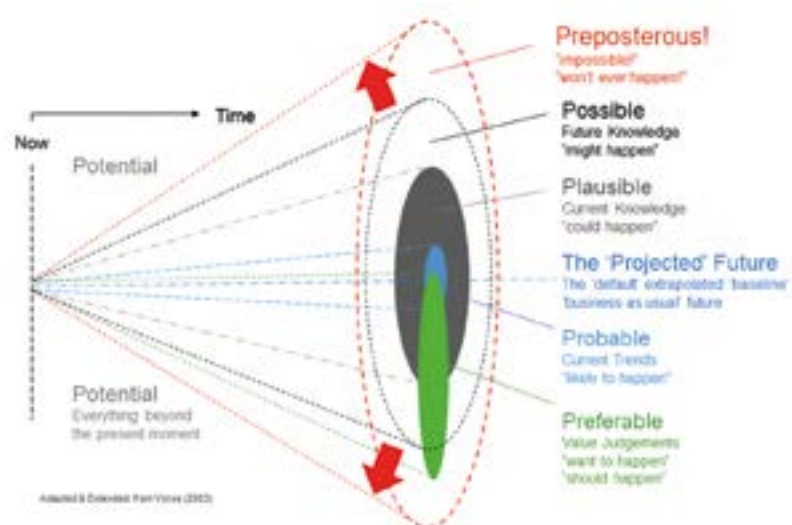 Preposterous!
"impossible!"
"won't ever happen!"
Time
Now
Possible
Future Knowledge
"might happen"
Potential
Plausible
Current Knowledge
"could happen"
The 'Projected' Future
The 'default' extrapolated 'baseline'
'business as usual' future
Probable
Current Trends
"likely to happen"
Potential
Everything beyond
the present moment
Preferable
Value Judgements
"want to happen"
"should happen"
Adapted & Extended from (2003)